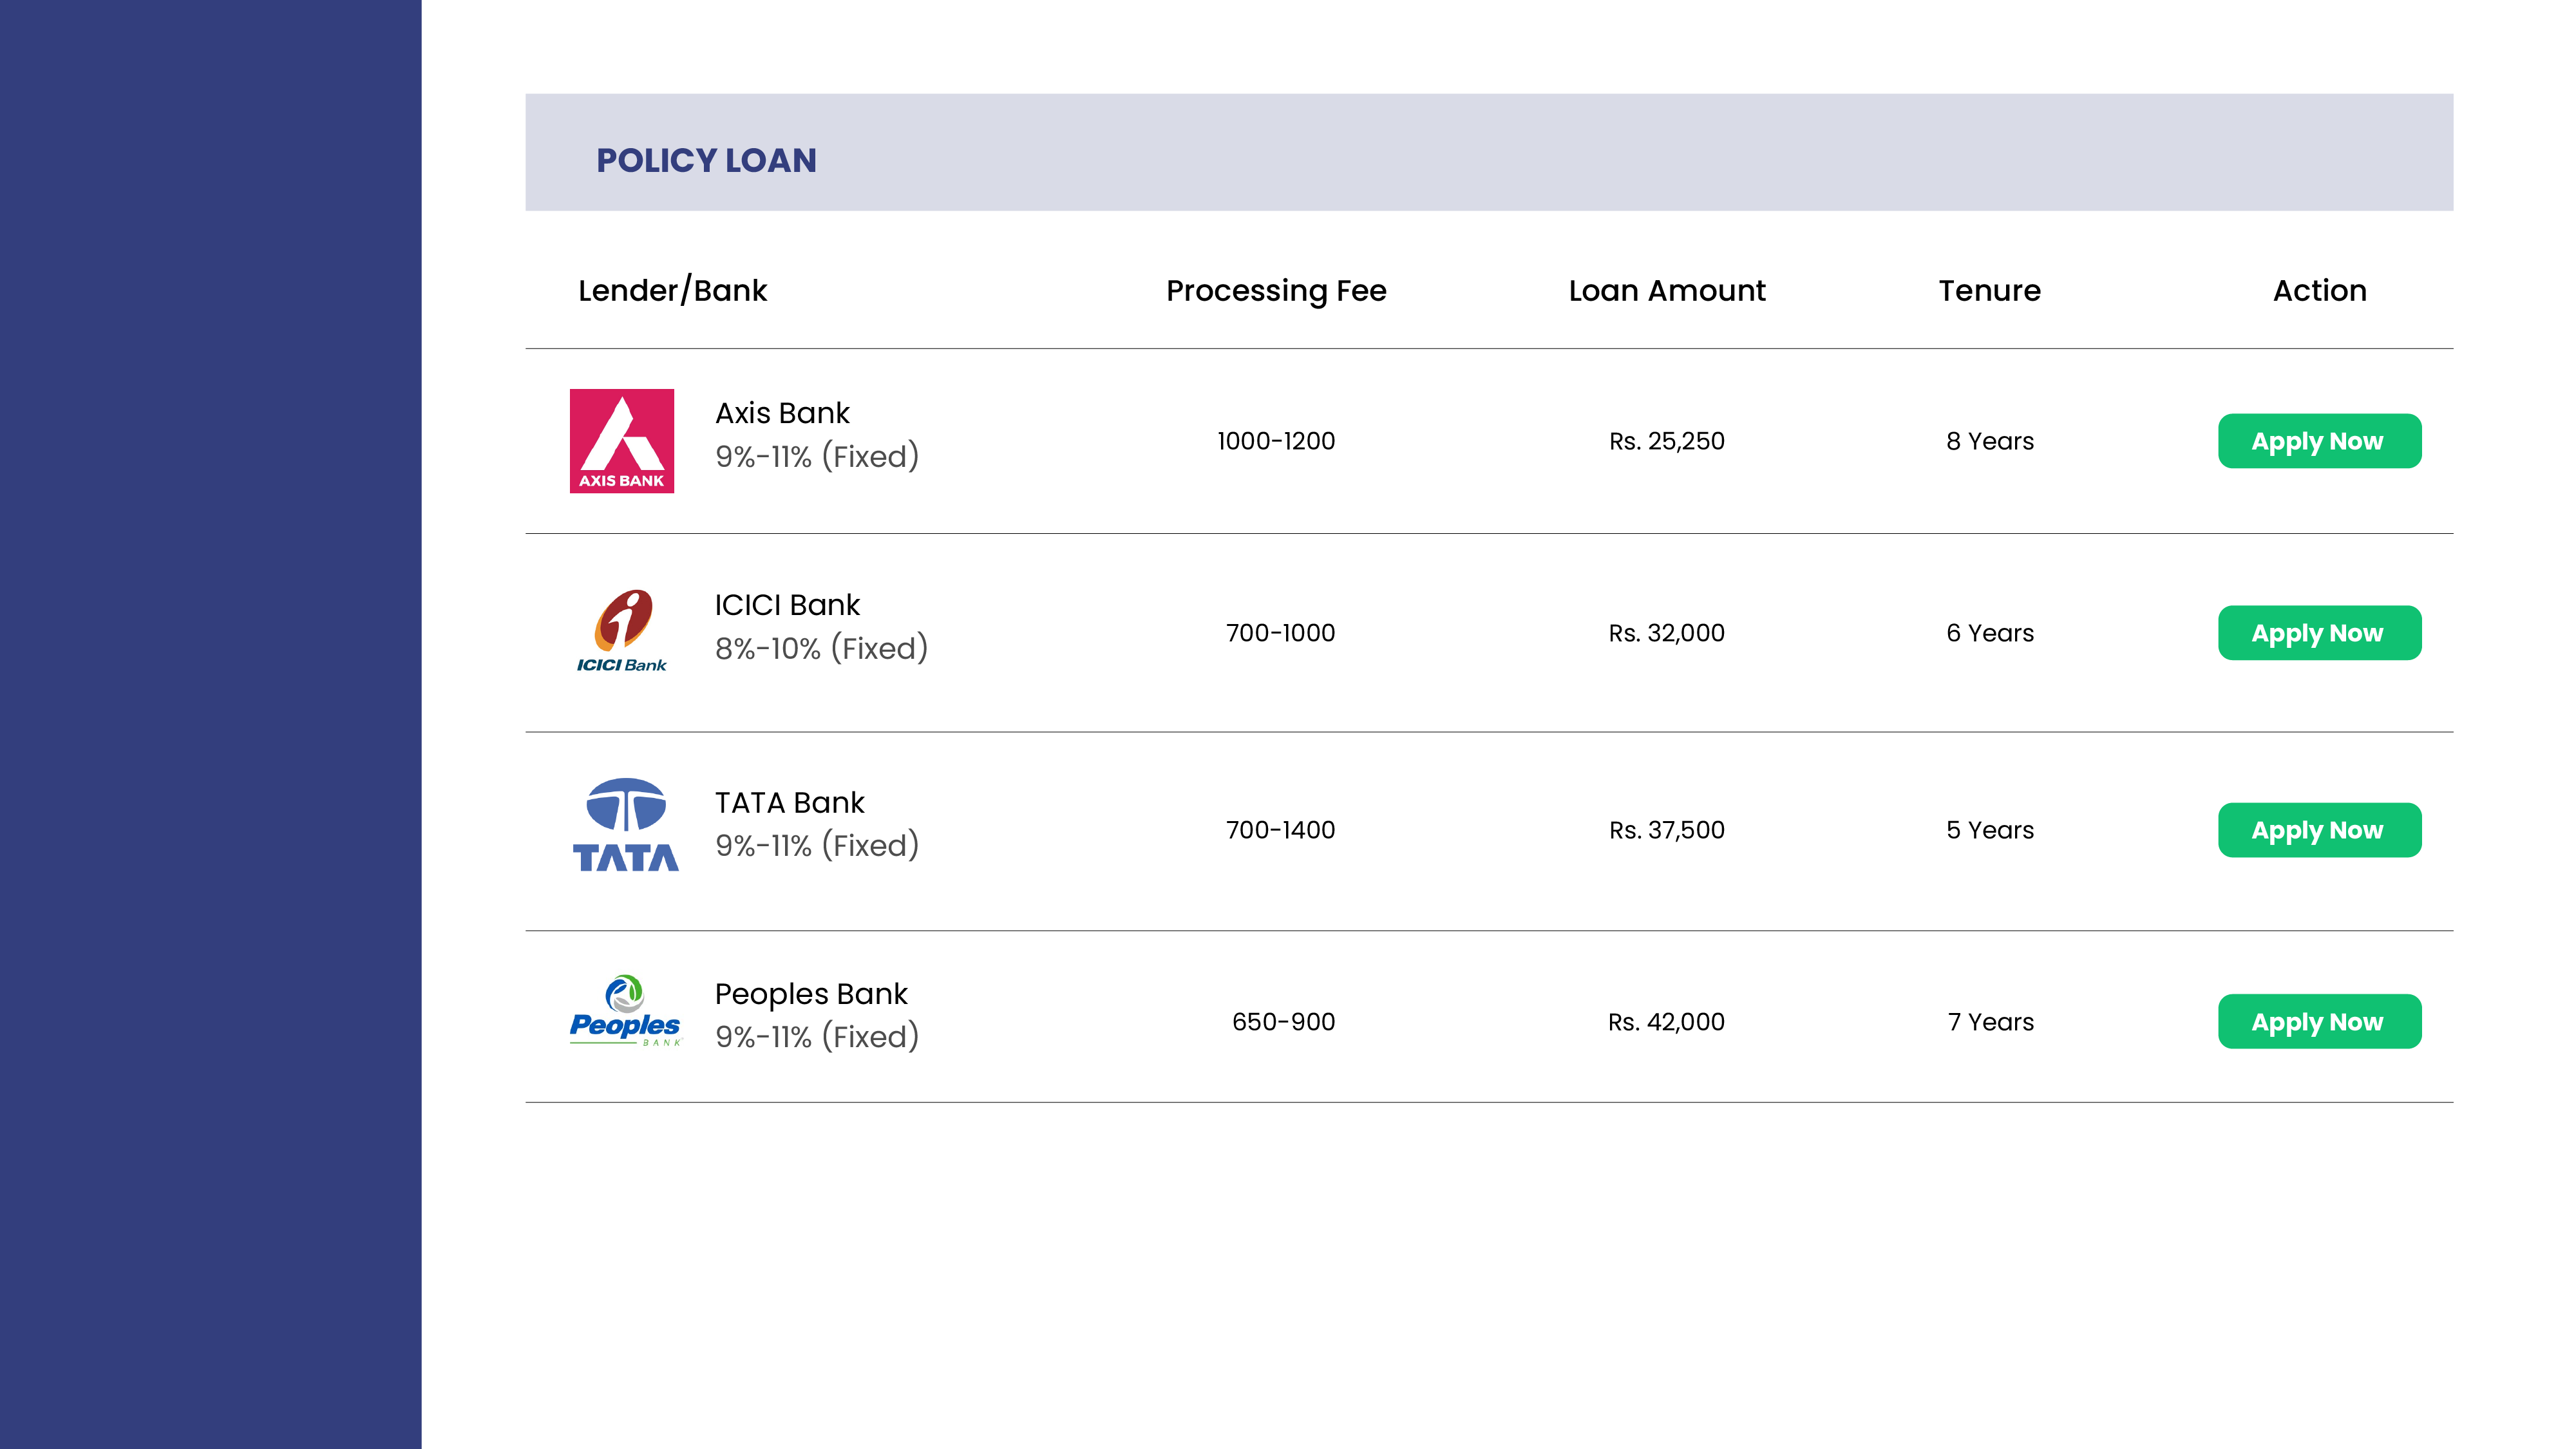 POLICY LOAN
Lender/Bank Processing Fee Loan Amount Tenure Action
AXIS BANK
Axis Bank
9%-11% (Fixed)
1000-1200 Rs. 25,250 8 Years Apply Now
ICICI Bank
ICICI Bank
8%-10% (Fixed)
700-1000 Rs. 32,000 6 Years Apply Now
TATA
TATA Bank
9%-11% (Fixed)
700-1400 Rs. 37,500 5 Years Apply Now
Peoples
BANK
Peoples Bank
9%-11% (Fixed)
650-900 Rs. 42,000 7 Years Apply Now